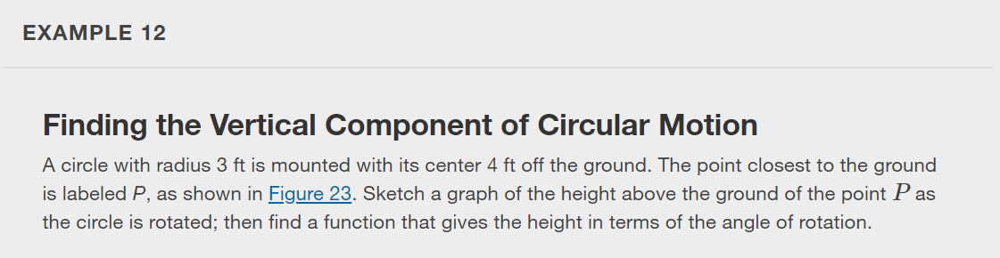 EXAMPLE 12
Finding the Vertical Component of Circular Motion
A circle with radius 3 ft is mounted with its center 4 ft off the ground. The point closest to the ground
is labeled P, as shown in Figure 23. Sketch a graph of the height above the ground of the point P as
the circle is rotated; then find a function that gives the height in terms of the angle of rotation.